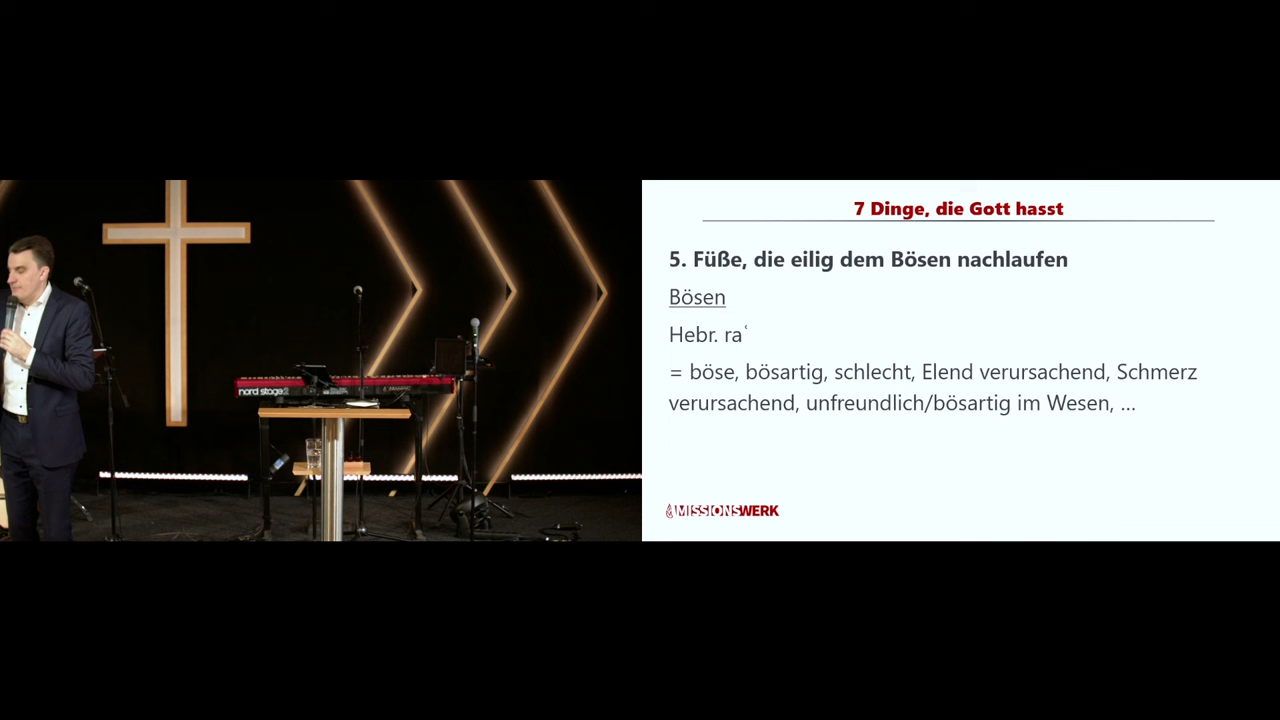 nord stage 2
7 Dinge, die Gott hasst
5. Füße, die eilig dem Bösen nachlaufen
Bösen
Hebr. raʿ
= böse, bösartig, schlecht, Elend verursachend, Schmerz
verursachend, unfreundlich/bösartig im Wesen, ...
MISSIONSWERK